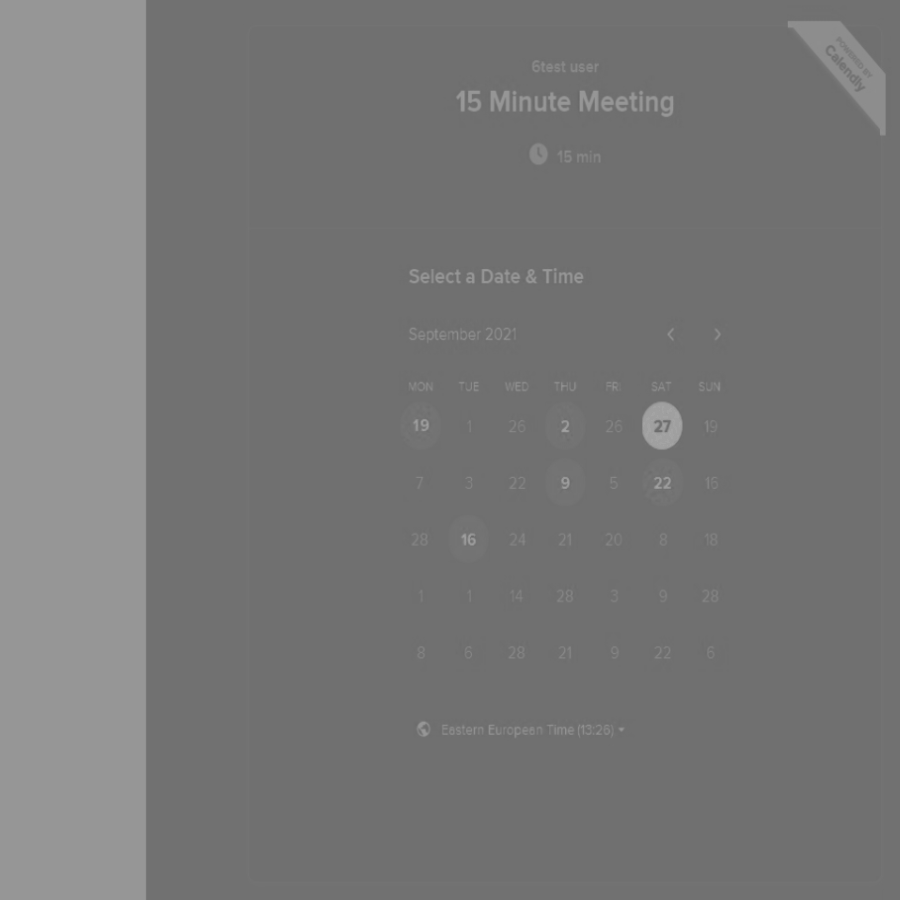 POWERED BY
Calendly
6test user
15 Minute Meeting
15 min
Select a Date & Time
September 2021
MON TUE WED THU FRI SAT SUN
19 1 26 2 26 27 19
7 3 22 9 5 22 16
28 16 24 21 20 8 18
1 1 14 28 3 9 28
8 6 28 21 9 22 6
Eastern European Time (13:26)